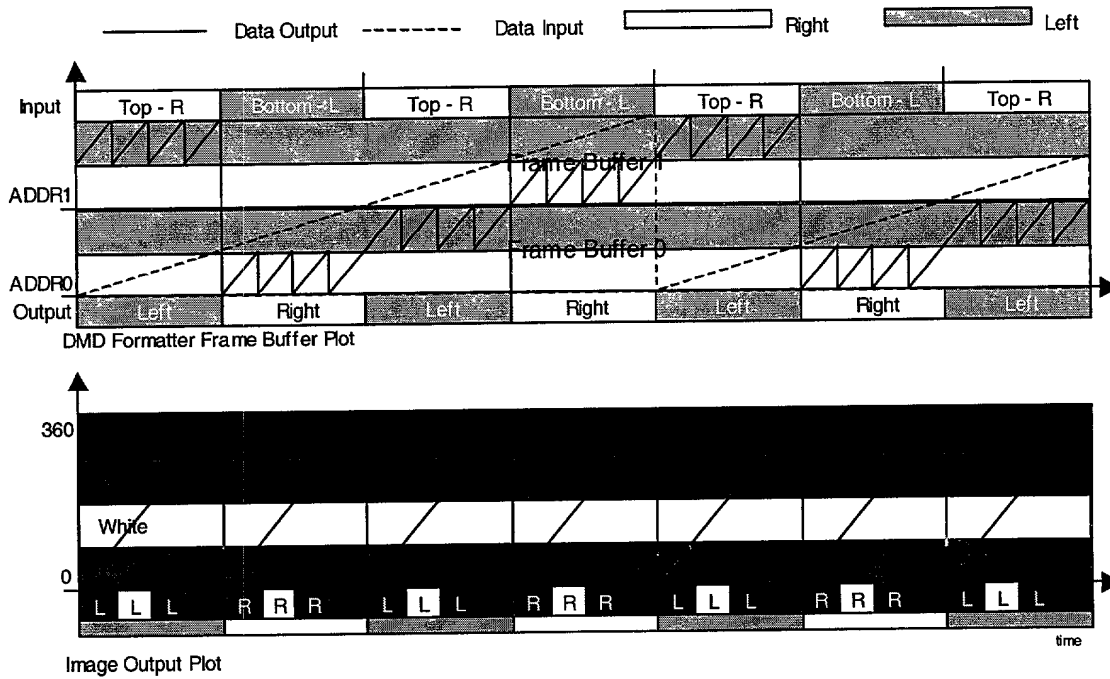 Data Output Data Input Right Left
Input Top - R Bottom - L Top - R Bottom - L Top - R Bottom - L Top - R
Frame Buffer 1
ADDR1
Frame Buffer 0
ADDR0
Output Left Right Left Right Left Right Left
DMD Formatter Frame Buffer Plot
360
White
0
L L L R R R L L L R R R L L L R R R L L L
time
Image Output Plot